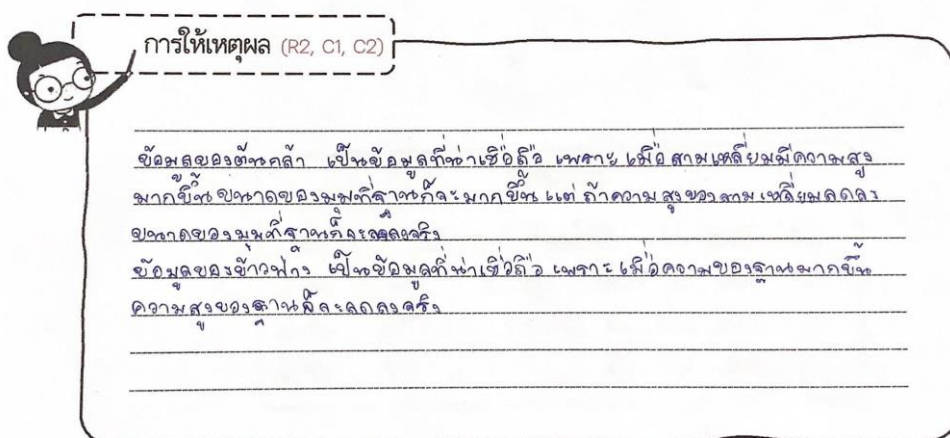 การให้เหตุผล (R2, C1, C2)
ข้อมูลของต้นกล้า เป็นข้อมูลที่น่าเชื่อถือ เพราะ เมื่อสามเหลี่ยมมีความสูง
มากขึ้น ขนาดของมุมที่ฐานก็จะมากขึ้น แต่ ถ้าความสูงของสามเหลี่ยมลดลง
ขนาดของมุมที่ฐานก็จะลดลงจริง
ข้อมูลของข้าวฟ่าง เป็นข้อมูลที่น่าเชื่อถือ เพราะ เมื่อความของฐานมากขึ้น
ความสูงของฐานก็จะลดลงจริง